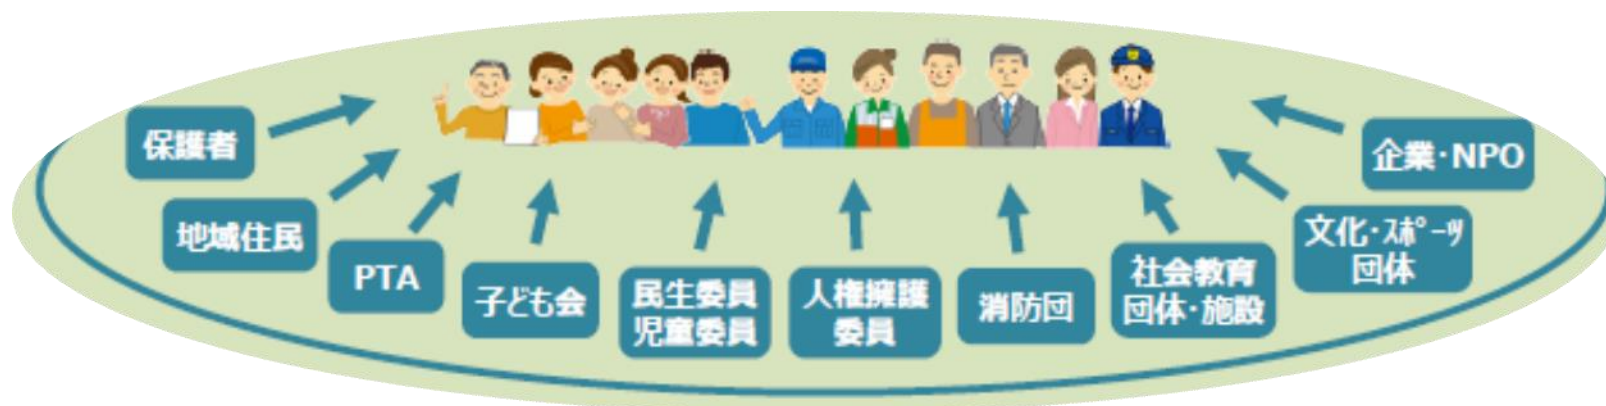 保護者
地域住民
PTA
子ども会
民生委員
児童委員
人権擁護
委員
消防団
社会教育
団体・施設
文化・ｽﾎﾟｰﾂ
団体
企業・NPO